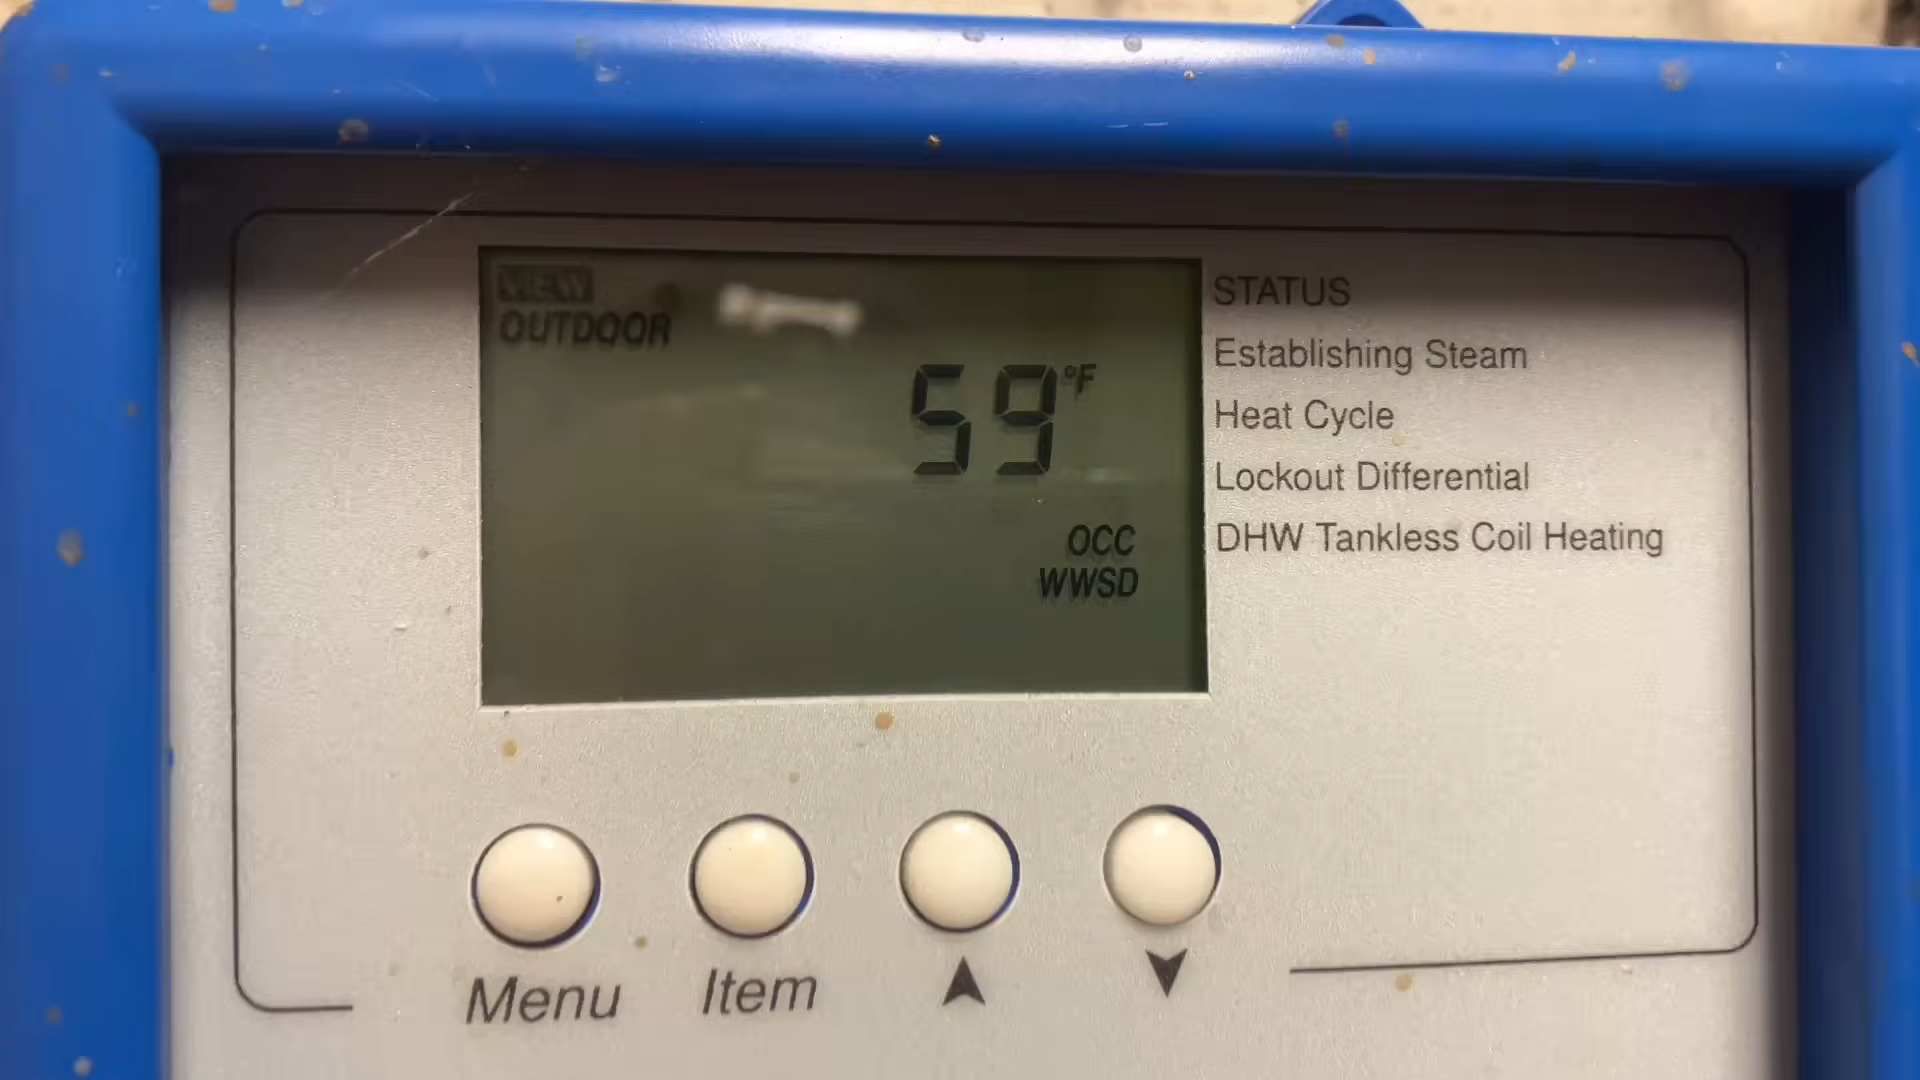 VIEW
OUTDOOR
59°F
OCC
WWSD
STATUS
Establishing Steam
Heat Cycle
Lockout Differential
DHW Tankless Coil Heating
Menu
Item